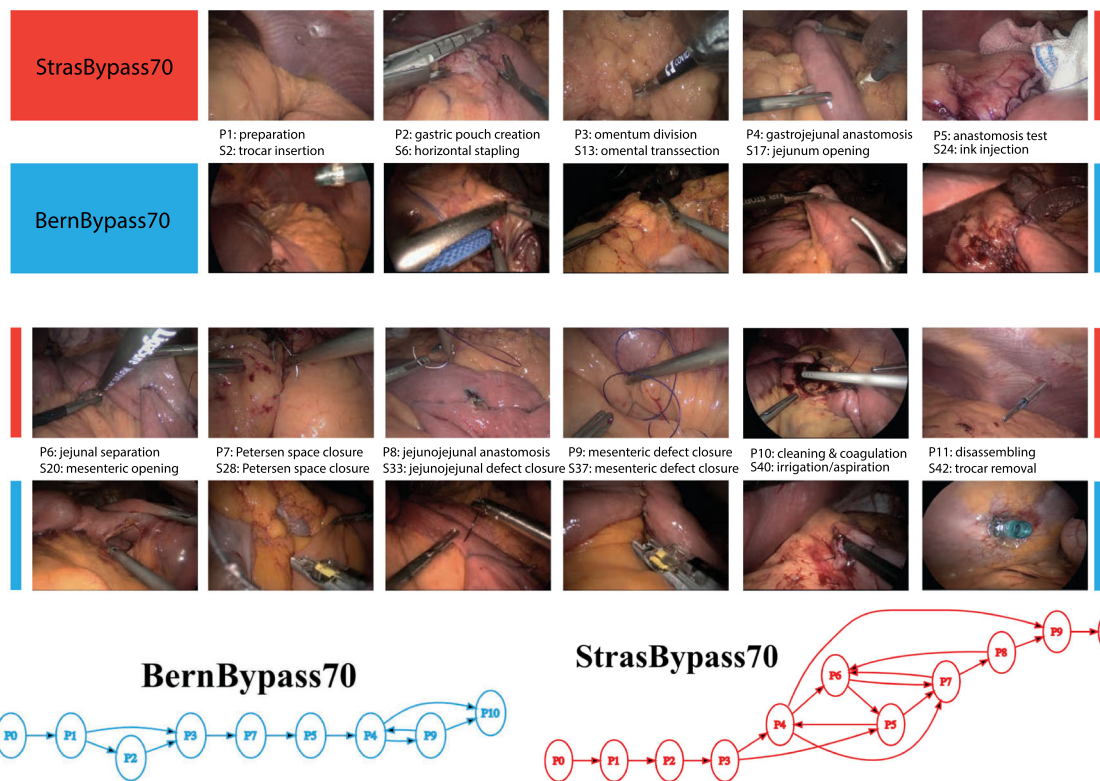 StrasBypass70
P1: preparation
S2: trocar insertion
P2: gastric pouch creation
S6: horizontal stapling
P3: omentum division
S13: omental transsection
P4: gastrojejunal anastomosis
S17: jejunum opening
P5: anastomosis test
S24: ink injection
BernBypass70
P6: jejunal separation
S20: mesenteric opening
P7: Petersen space closure
S28: Petersen space closure
P8: jejunojejunal anastomosis
S33: jejunojejunal defect closure
P9: mesenteric defect closure
S37: mesenteric defect closure
P10: cleaning & coagulation
S40: irrigation/aspiration
P11: disassembling
S42: trocar removal
BernBypass70
P0
P1
P2
P3
P7
P5
P4
P9
P10
StrasBypass70
P0
P1
P2
P3
P4
P6
P5
P7
P8
P9